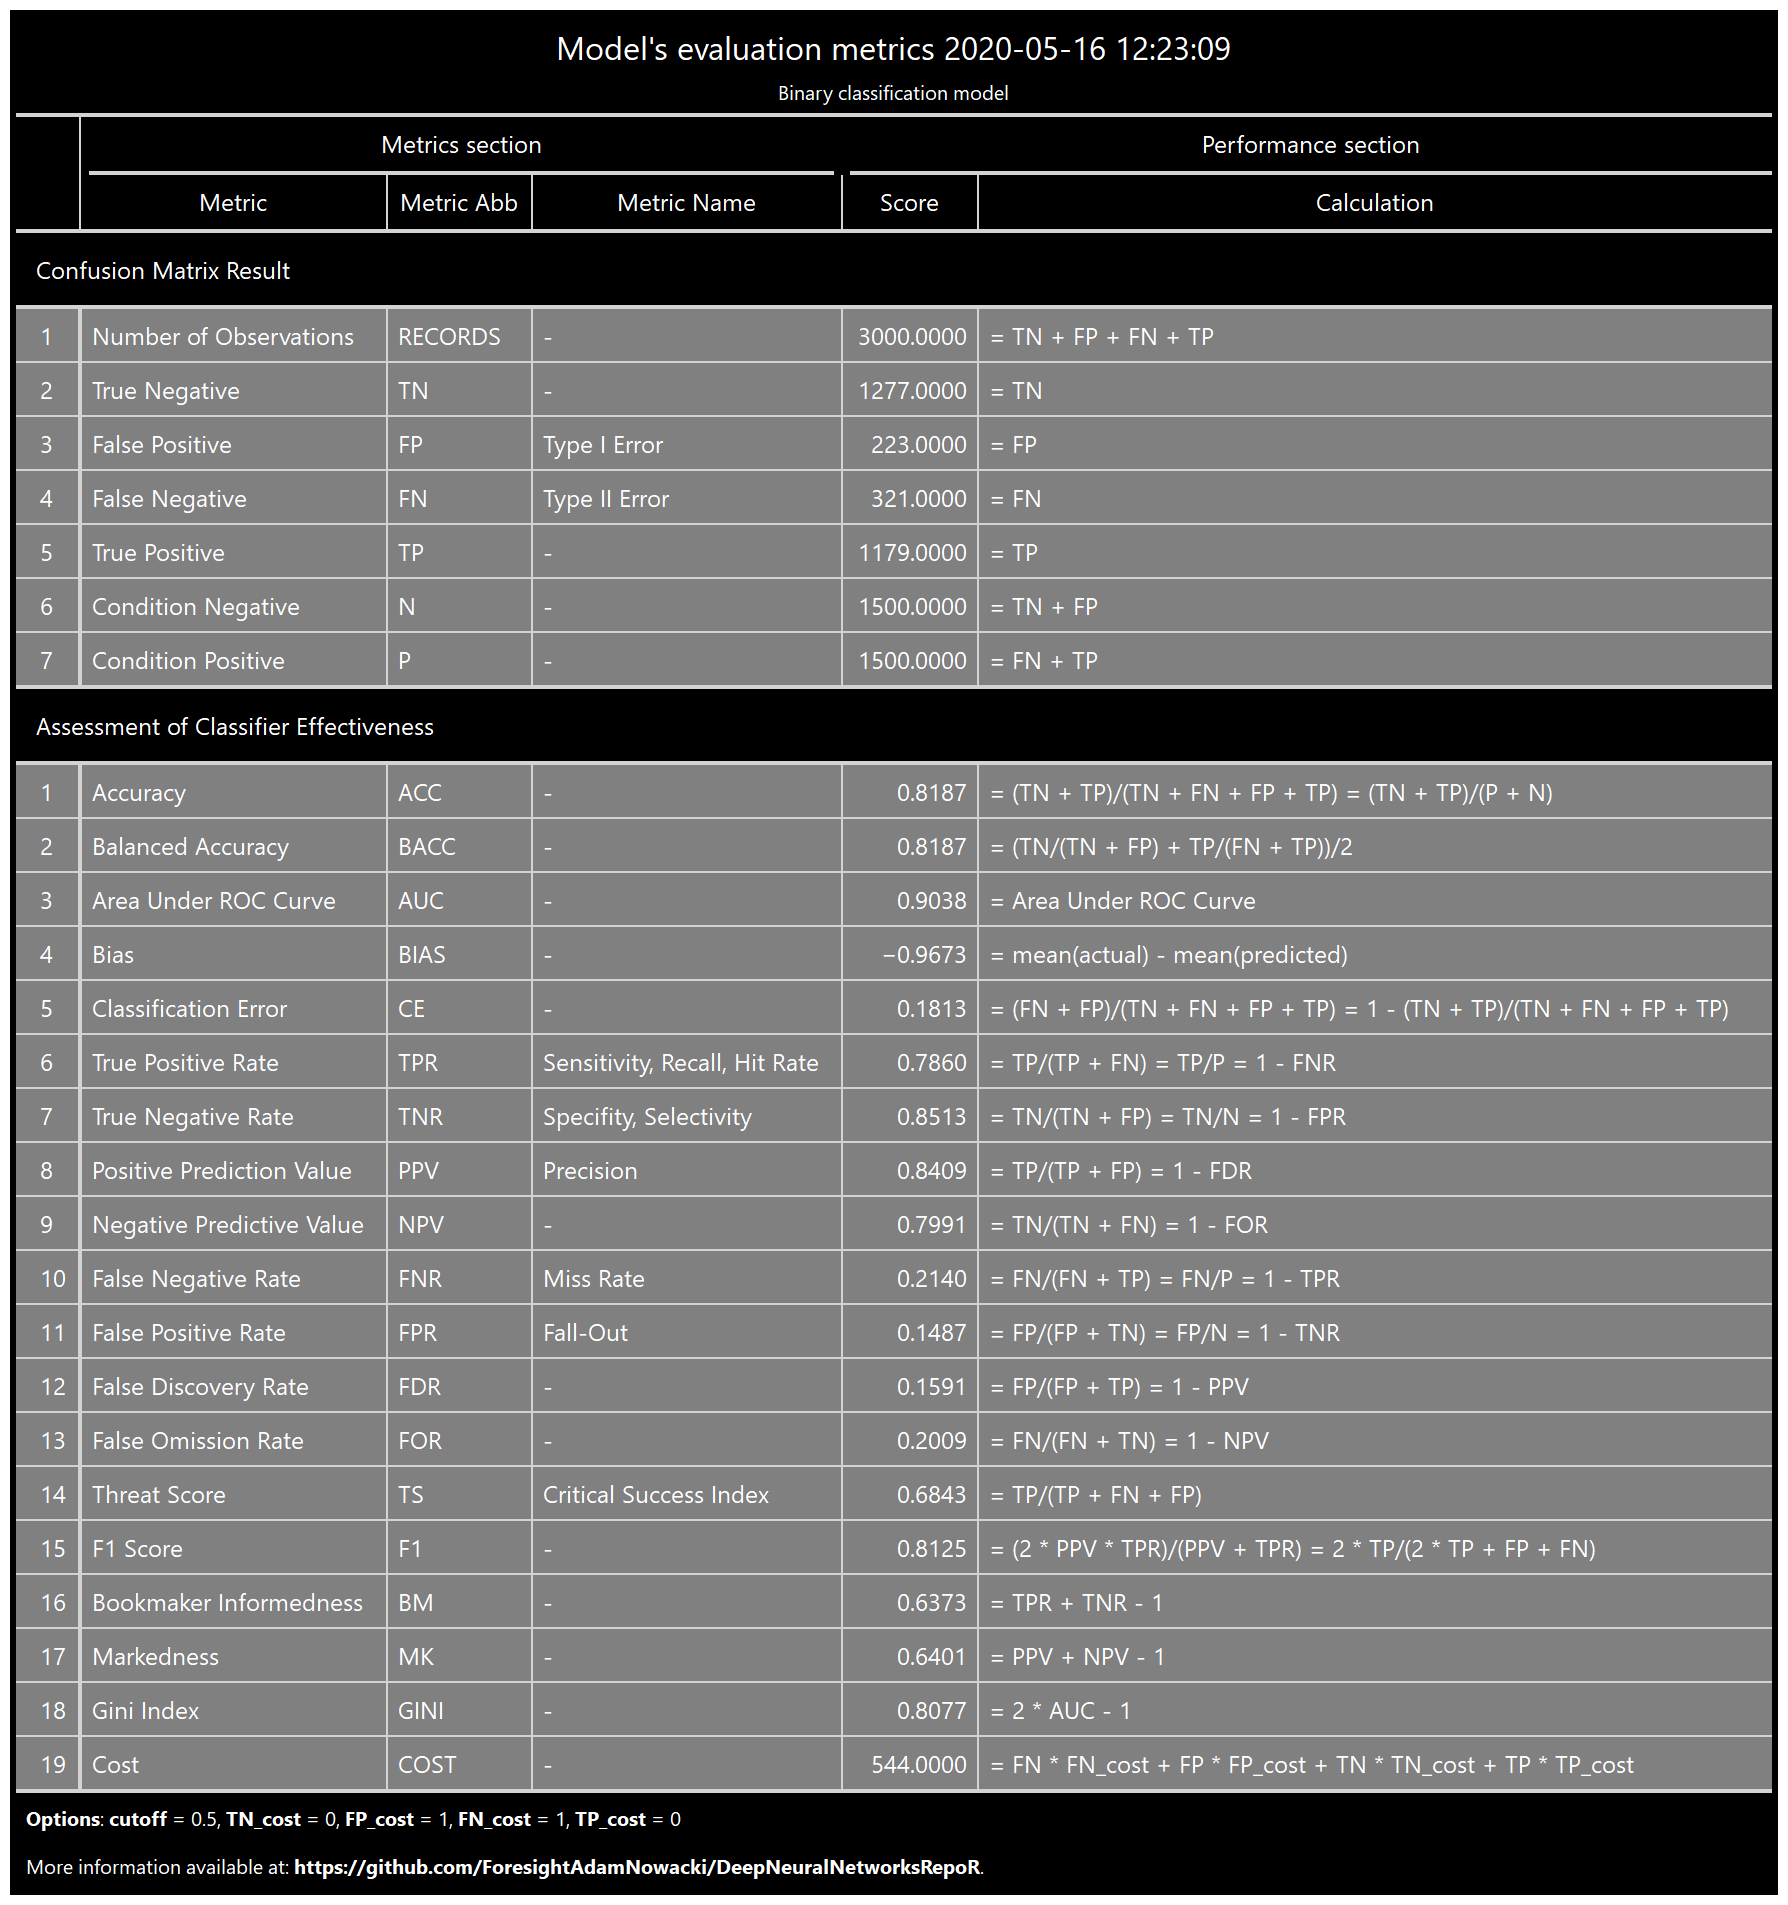 Model's evaluation metrics 2020-05-16 12:23:09
Binary classification model
Metrics section Performance section
Metric Metric Abb Metric Name Score Calculation
Confusion Matrix Result
1 Number of Observations RECORDS - 3000.0000 = TN + FP + FN + TP
2 True Negative TN - 1277.0000 = TN
3 False Positive FP Type I Error 223.0000 = FP
4 False Negative FN Type II Error 321.0000 = FN
5 True Positive TP - 1179.0000 = TP
6 Condition Negative N - 1500.0000 = TN + FP
7 Condition Positive P - 1500.0000 = FN + TP
Assessment of Classifier Effectiveness
1 Accuracy ACC - 0.8187 = (TN + TP)/(TN + FN + FP + TP) = (TN + TP)/(P + N)
2 Balanced Accuracy BACC - 0.8187 = (TN/(TN + FP) + TP/(FN + TP))/2
3 Area Under ROC Curve AUC - 0.9038 = Area Under ROC Curve
4 Bias BIAS - −0.9673 = mean(actual) - mean(predicted)
5 Classification Error CE - 0.1813 = (FN + FP)/(TN + FN + FP + TP) = 1 - (TN + TP)/(TN + FN + FP + TP)
6 True Positive Rate TPR Sensitivity, Recall, Hit Rate 0.7860 = TP/(TP + FN) = TP/P = 1 - FNR
7 True Negative Rate TNR Specifity, Selectivity 0.8513 = TN/(TN + FP) = TN/N = 1 - FPR
8 Positive Prediction Value PPV Precision 0.8409 = TP/(TP + FP) = 1 - FDR
9 Negative Predictive Value NPV - 0.7991 = TN/(TN + FN) = 1 - FOR
10 False Negative Rate FNR Miss Rate 0.2140 = FN/(FN + TP) = FN/P = 1 - TPR
11 False Positive Rate FPR Fall-Out 0.1487 = FP/(FP + TN) = FP/N = 1 - TNR
12 False Discovery Rate FDR - 0.1591 = FP/(FP + TP) = 1 - PPV
13 False Omission Rate FOR - 0.2009 = FN/(FN + TN) = 1 - NPV
14 Threat Score TS Critical Success Index 0.6843 = TP/(TP + FN + FP)
15 F1 Score F1 - 0.8125 = (2 * PPV * TPR)/(PPV + TPR) = 2 * TP/(2 * TP + FP + FN)
16 Bookmaker Informedness BM - 0.6373 = TPR + TNR - 1
17 Markedness MK - 0.6401 = PPV + NPV - 1
18 Gini Index GINI - 0.8077 = 2 * AUC - 1
19 Cost COST - 544.0000 = FN * FN_cost + FP * FP_cost + TN * TN_cost + TP * TP_cost
Options: cutoff = 0.5, TN_cost = 0, FP_cost = 1, FN_cost = 1, TP_cost = 0
More information available at: https://github.com/ForesightAdamNowacki/DeepNeuralNetworksRepoR.